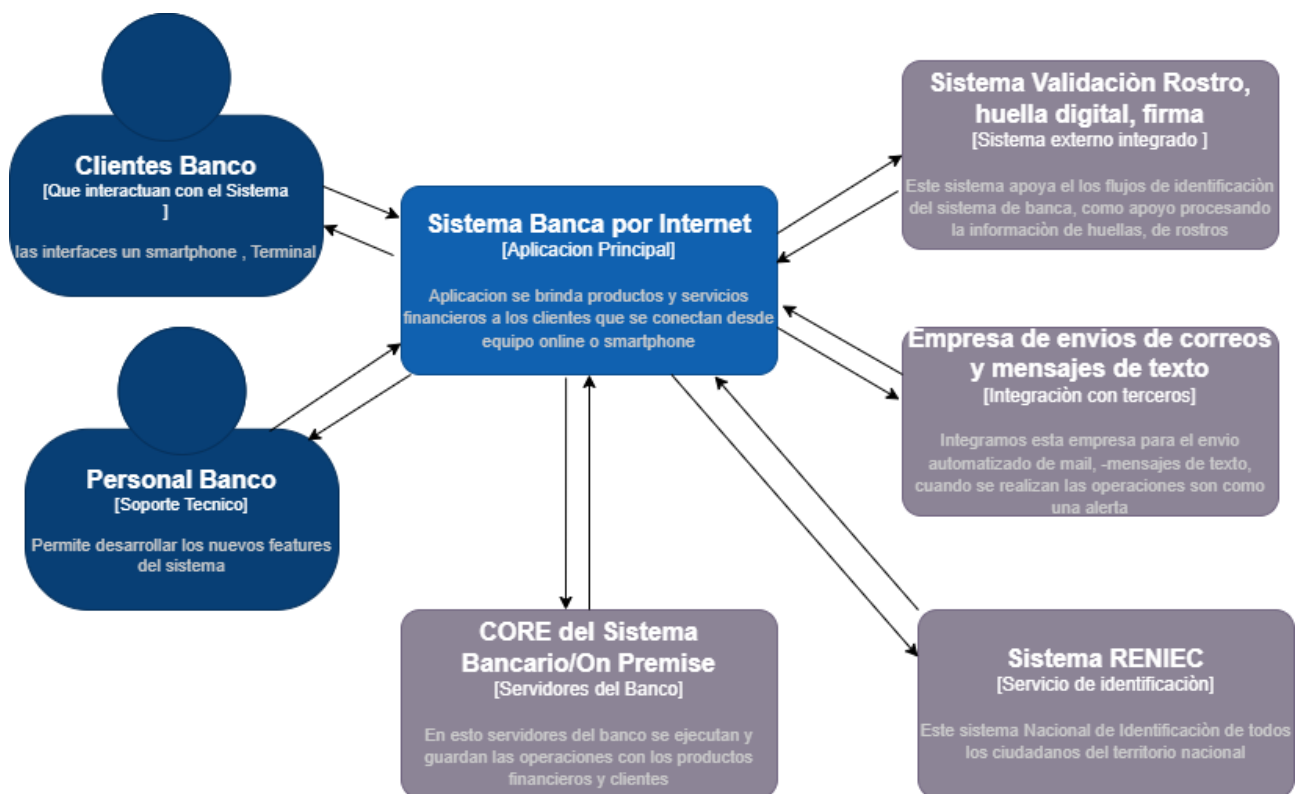 Clientes Banco
[Que interactuan con el Sistema
]
las interfaces un smartphone , Terminal
Sistema Banca por Internet
[Aplicacion Principal]
Aplicacion se brinda productos y servicios
financieros a los clientes que se conectan desde
equipo online o smartphone
Sistema Validaciòn Rostro,
huella digital, firma
[Sistema externo integrado ]
Este sistema apoya el los flujos de identificaciòn
del sistema de banca, como apoyo procesando
la informaciòn de huellas, de rostros
Empresa de envios de correos
y mensajes de texto
[Integraciòn con terceros]
Integramos esta empresa para el envio
automatizado de mail, -mensajes de texto,
cuando se realizan las operaciones son como
una alerta
Personal Banco
[Soporte Tecnico]
Permite desarrollar los nuevos features
del sistema
CORE del Sistema
Bancario/On Premise
[Servidores del Banco]
En esto servidores del banco se ejecutan y
guardan las operaciones con los productos
financieros y clientes
Sistema RENIEC
[Servicio de identificaciòn]
Este sistema Nacional de Identificaciòn de todos
los ciudadanos del territorio nacional